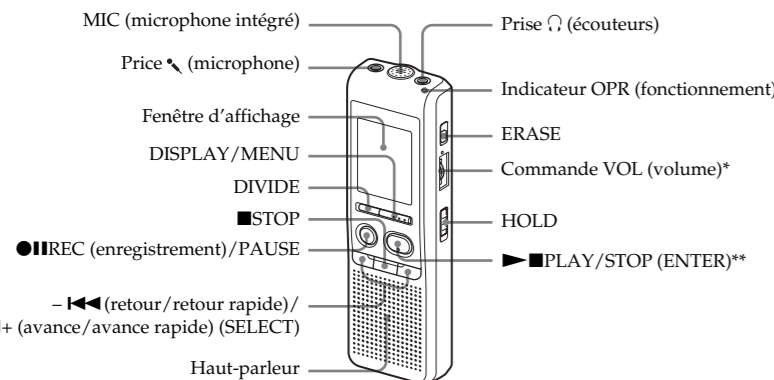 MIC (microphone intégré)
Price (microphone)
Fenêtre d'affichage
DISPLAY/MENU
DIVIDE
■STOP
●IIREC (enregistrement)/PAUSE
– I◀◀ (retour/retour rapide)/
+ (avance/avance rapide) (SELECT)
Haut-parleur
Prise 🎧 (écouteurs)
Indicateur OPR (fonctionnement)
ERASE
Commande VOL (volume)*
HOLD
►■PLAY/STOP (ENTER)**